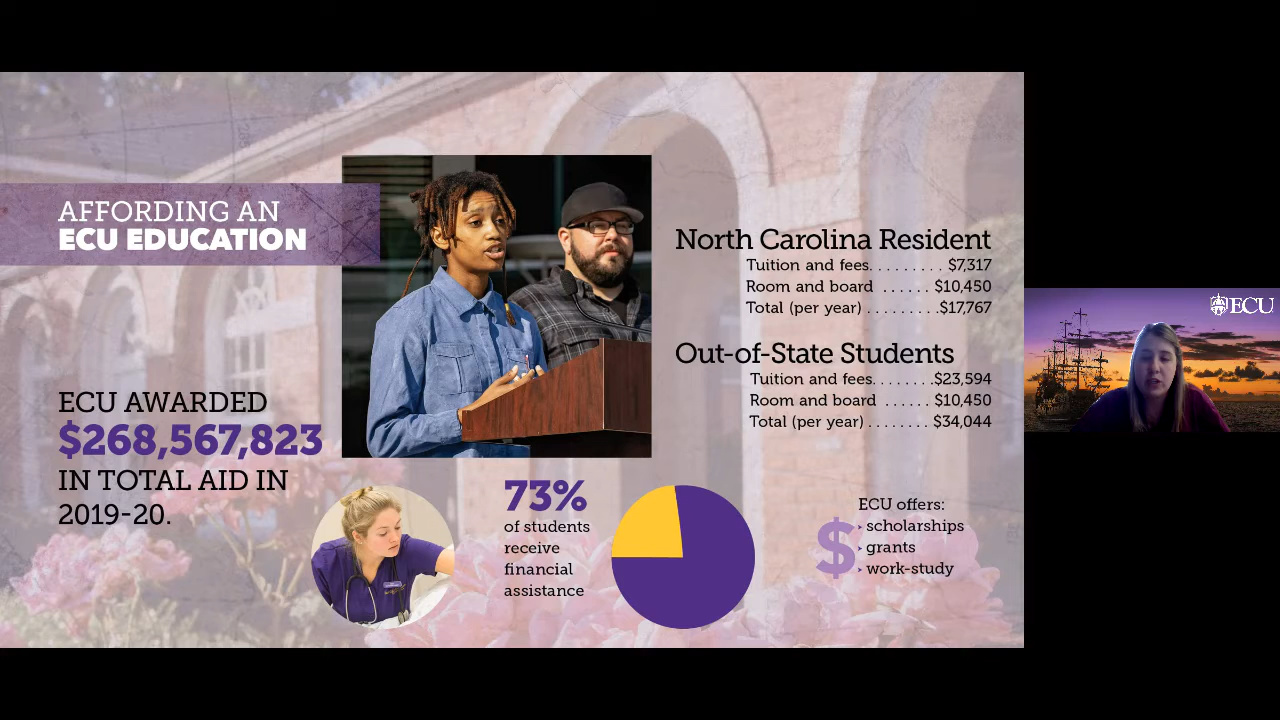 AFFORDING AN
ECU EDUCATION
ECU AWARDED
$268,567,823
IN TOTAL AID IN
2019-20.
North Carolina Resident
Tuition and fees. . . . . . . . . $7,317
Room and board . . . . . . $10,450
Total (per year) . . . . . . . . .$17,767
Out-of-State Students
Tuition and fees. . . . . . . .$23,594
Room and board . . . . . . $10,450
Total (per year) . . . . . . . . $34,044
73%
of students
receive
financial
assistance
$
ECU offers:
› scholarships
› grants
› work-study
ECU